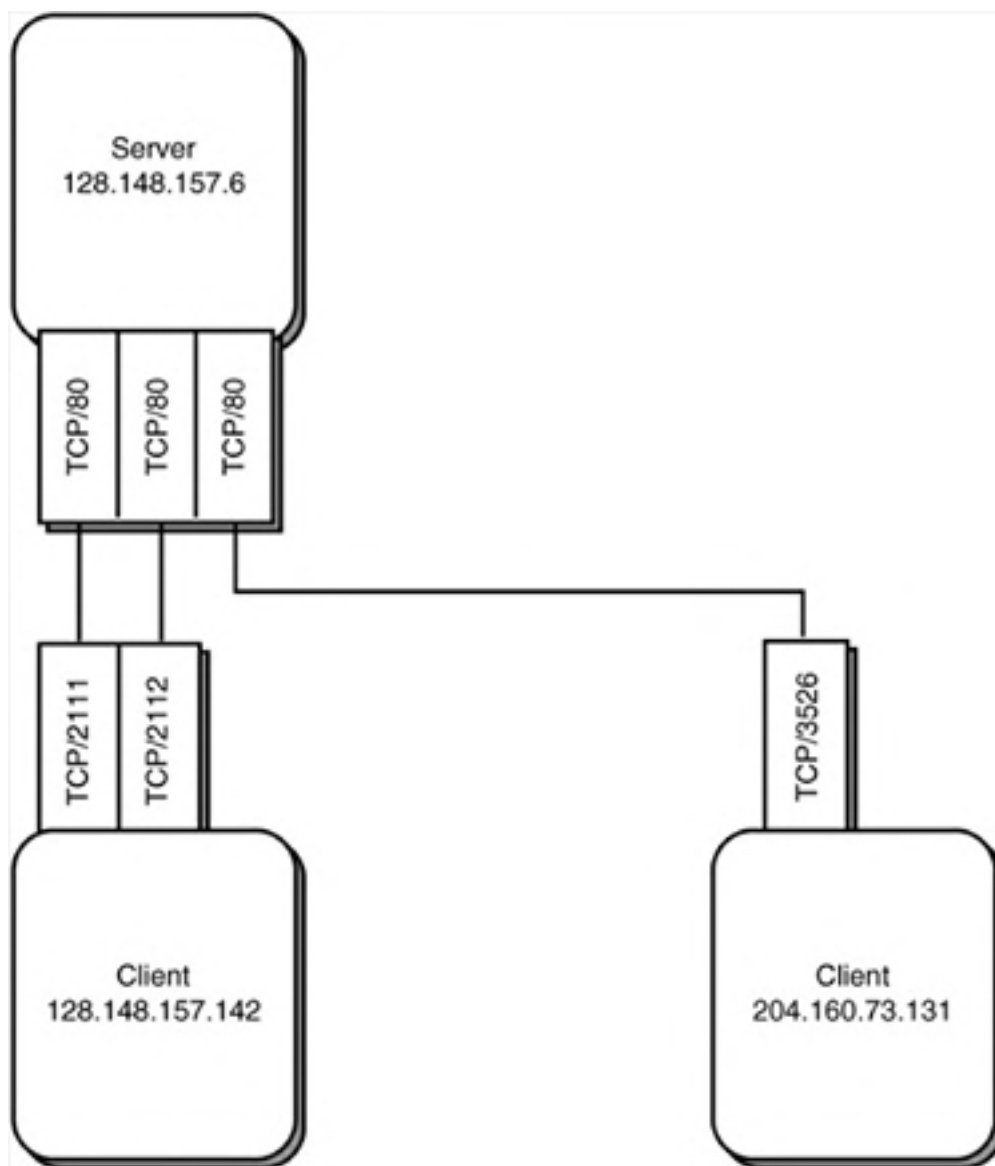 Server
128.148.157.6
TCP/80
TCP/80
TCP/80
TCP/2111
TCP/2112
TCP/3526
Client
128.148.157.142
Client
204.160.73.131